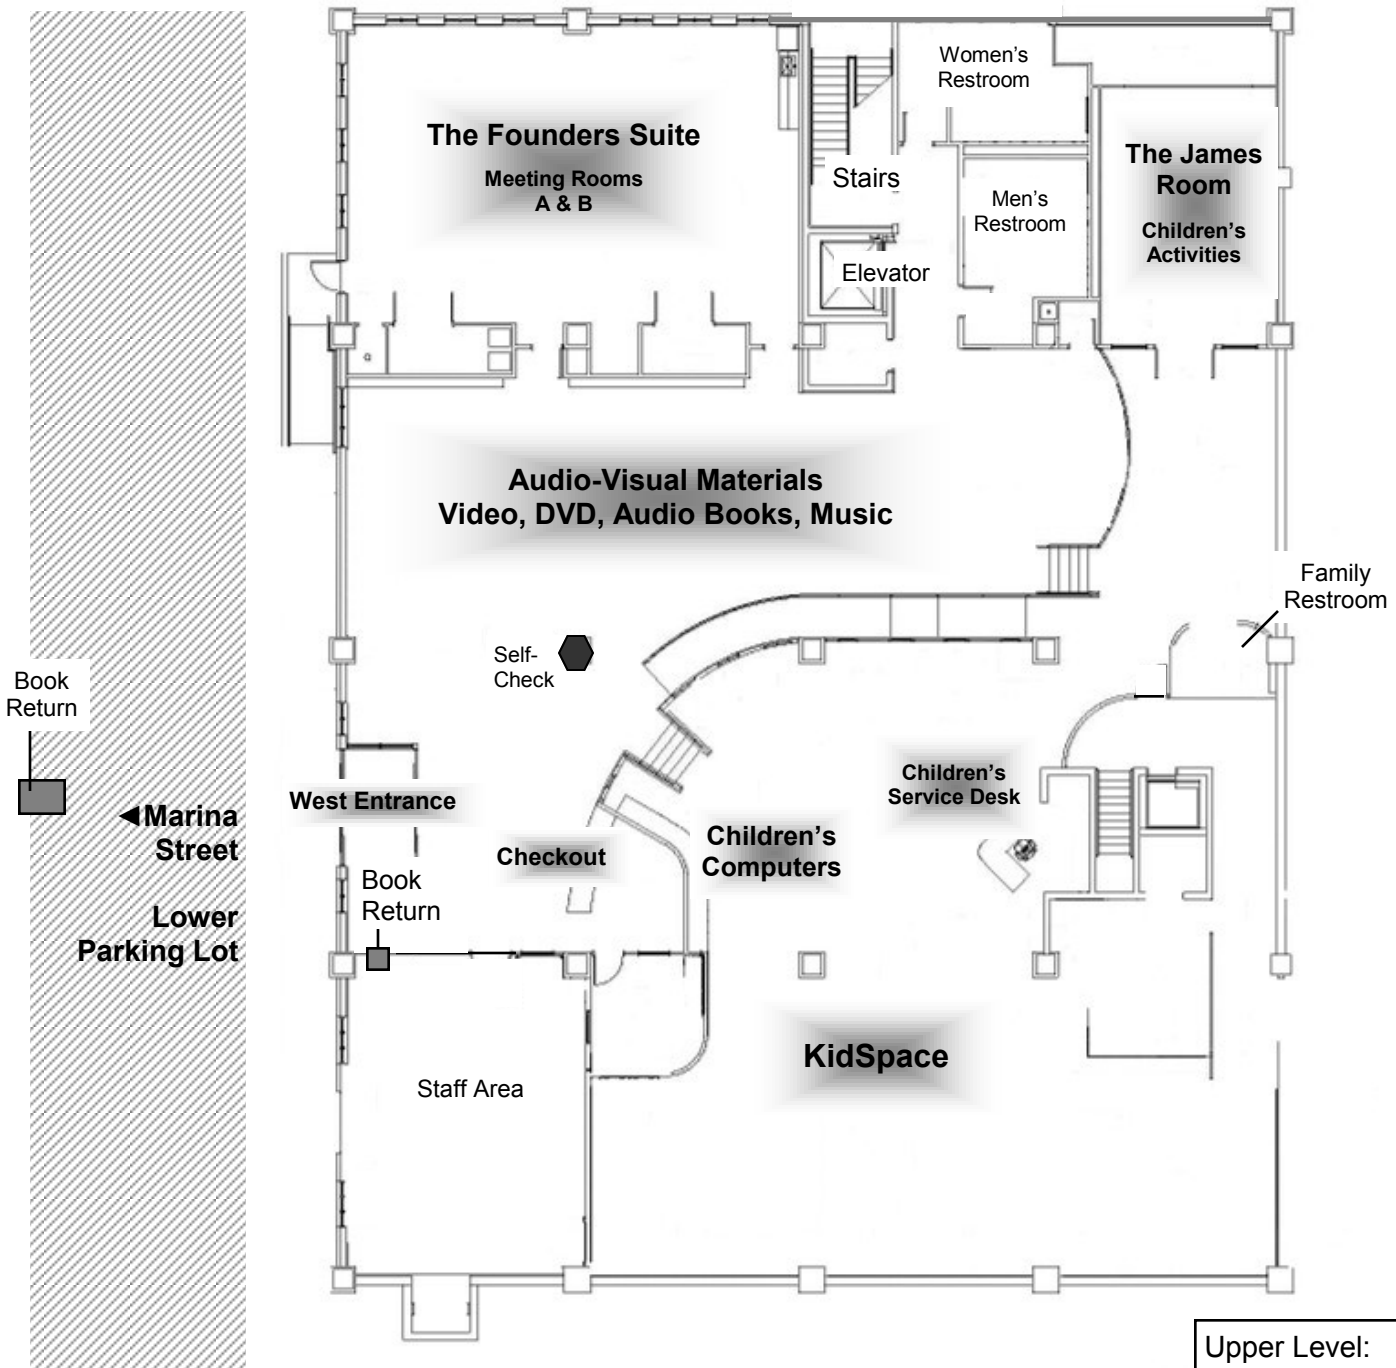 Women's
Restroom
The Founders Suite
Meeting Rooms
A & B
Stairs
The James
Room
Children's
Activities
Men's
Restroom
Elevator
Audio-Visual Materials
Video, DVD, Audio Books, Music
Family
Restroom
Self-
Check
Book
Return
West Entrance
Children's
Service Desk
◄Marina
Street
Checkout
Children's
Computers
Book
Return
Lower
Parking Lot
KidSpace
Staff Area
Upper Level: